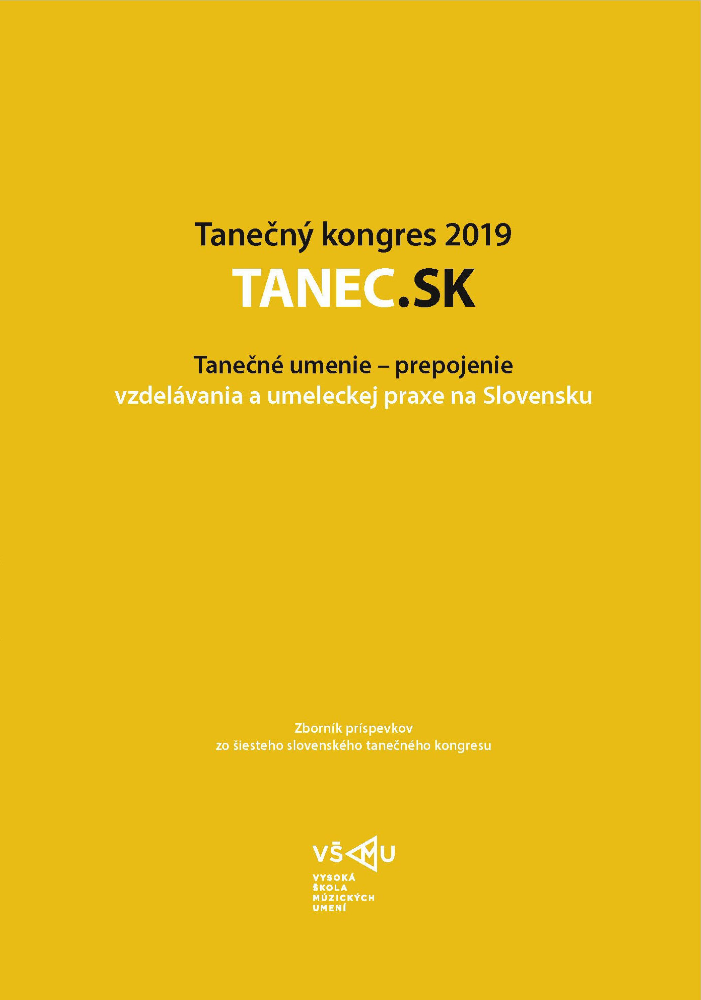 Tanečný kongres 2019
TANEC.SK
Tanečné umenie – prepojenie
vzdelávania a umeleckej praxe na Slovensku
Zborník príspevkov
zo šiesteho slovenského tanečného kongresu
VŠMU
VYSOKÁ
ŠKOLA
MÚZICKÝCH
UMENÍ